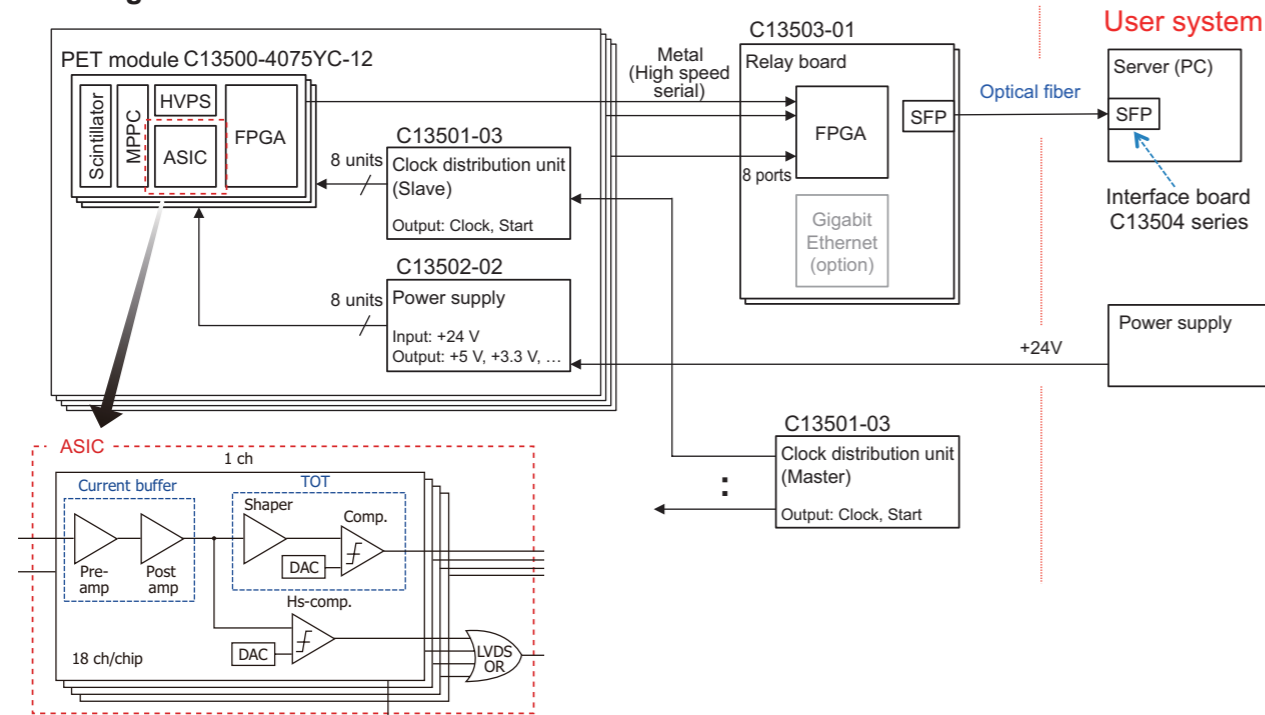 User system
PET module C13500-4075YC-12
Scintillator
MPPC
HVPS
ASIC
FPGA
8 units
C13501-03
Clock distribution unit
(Slave)
Output: Clock, Start
C13502-02
8 units
Power supply
Input: +24 V
Output: +5 V, +3.3 V, ...
Metal
(High speed
serial)
C13503-01
Relay board
FPGA
SFP
8 ports
Gigabit
Ethernet
(option)
Optical fiber
Server (PC)
SFP
Interface board
C13504 series
+24V
Power supply
C13501-03
Clock distribution unit
(Master)
Output: Clock, Start
:
ASIC
1 ch
Current buffer
Pre-
amp
Post
amp
TOT
Shaper
Comp.
DAC
Hs-comp.
DAC
18 ch/chip
LVDS
OR